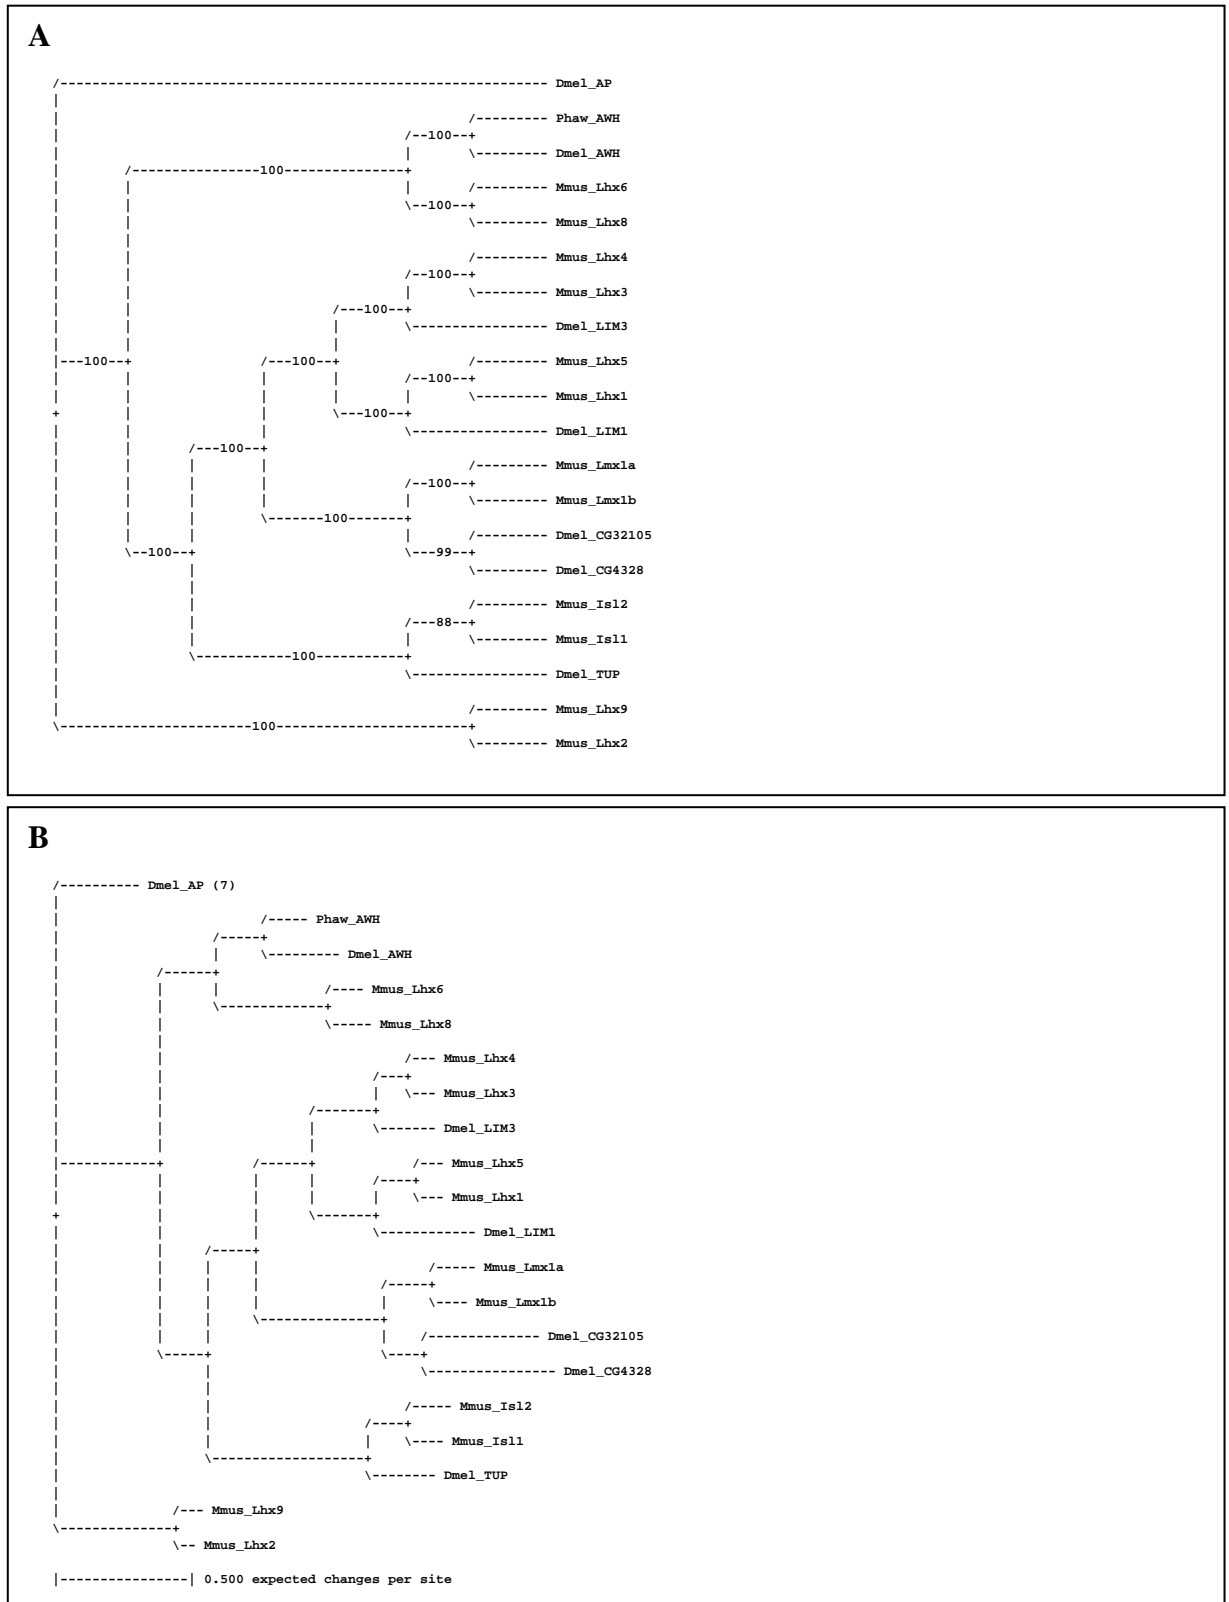 A
Dmel_AP
Phaw_AWH
100
Dmel_AWH
100
Mmus_Lhx6
100
Mmus_Lhx8
Mmus_Lhx4
100
Mmus_Lhx3
100
Dmel_LIM3
100 100 Mmus_Lhx5
100
Mmus_Lhx1
100
Dmel_LIM1
100
Mmus_Lmx1a
100
Mmus_Lmx1b
100
Dmel_CG32105
100 99
Dmel_CG4328
Mmus_Isl2
88
Mmus_Isl1
100
Dmel_TUP
Mmus_Lhx9
100
Mmus_Lhx2
B
Dmel_AP (7)
Phaw_AWH
Dmel_AWH
Mmus_Lhx6
Mmus_Lhx8
Mmus_Lhx4
Mmus_Lhx3
Dmel_LIM3
Mmus_Lhx5
Mmus_Lhx1
Dmel_LIM1
Mmus_Lmx1a
Mmus_Lmx1b
Dmel_CG32105
Dmel_CG4328
Mmus_Isl2
Mmus_Isl1
Dmel_TUP
Mmus_Lhx9
Mmus_Lhx2
0.500 expected changes per site